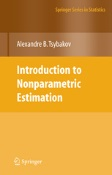 Springer Series in Statistics
Alexandre B. Tsybakov
Introduction to
Nonparametric
Estimation
Springer